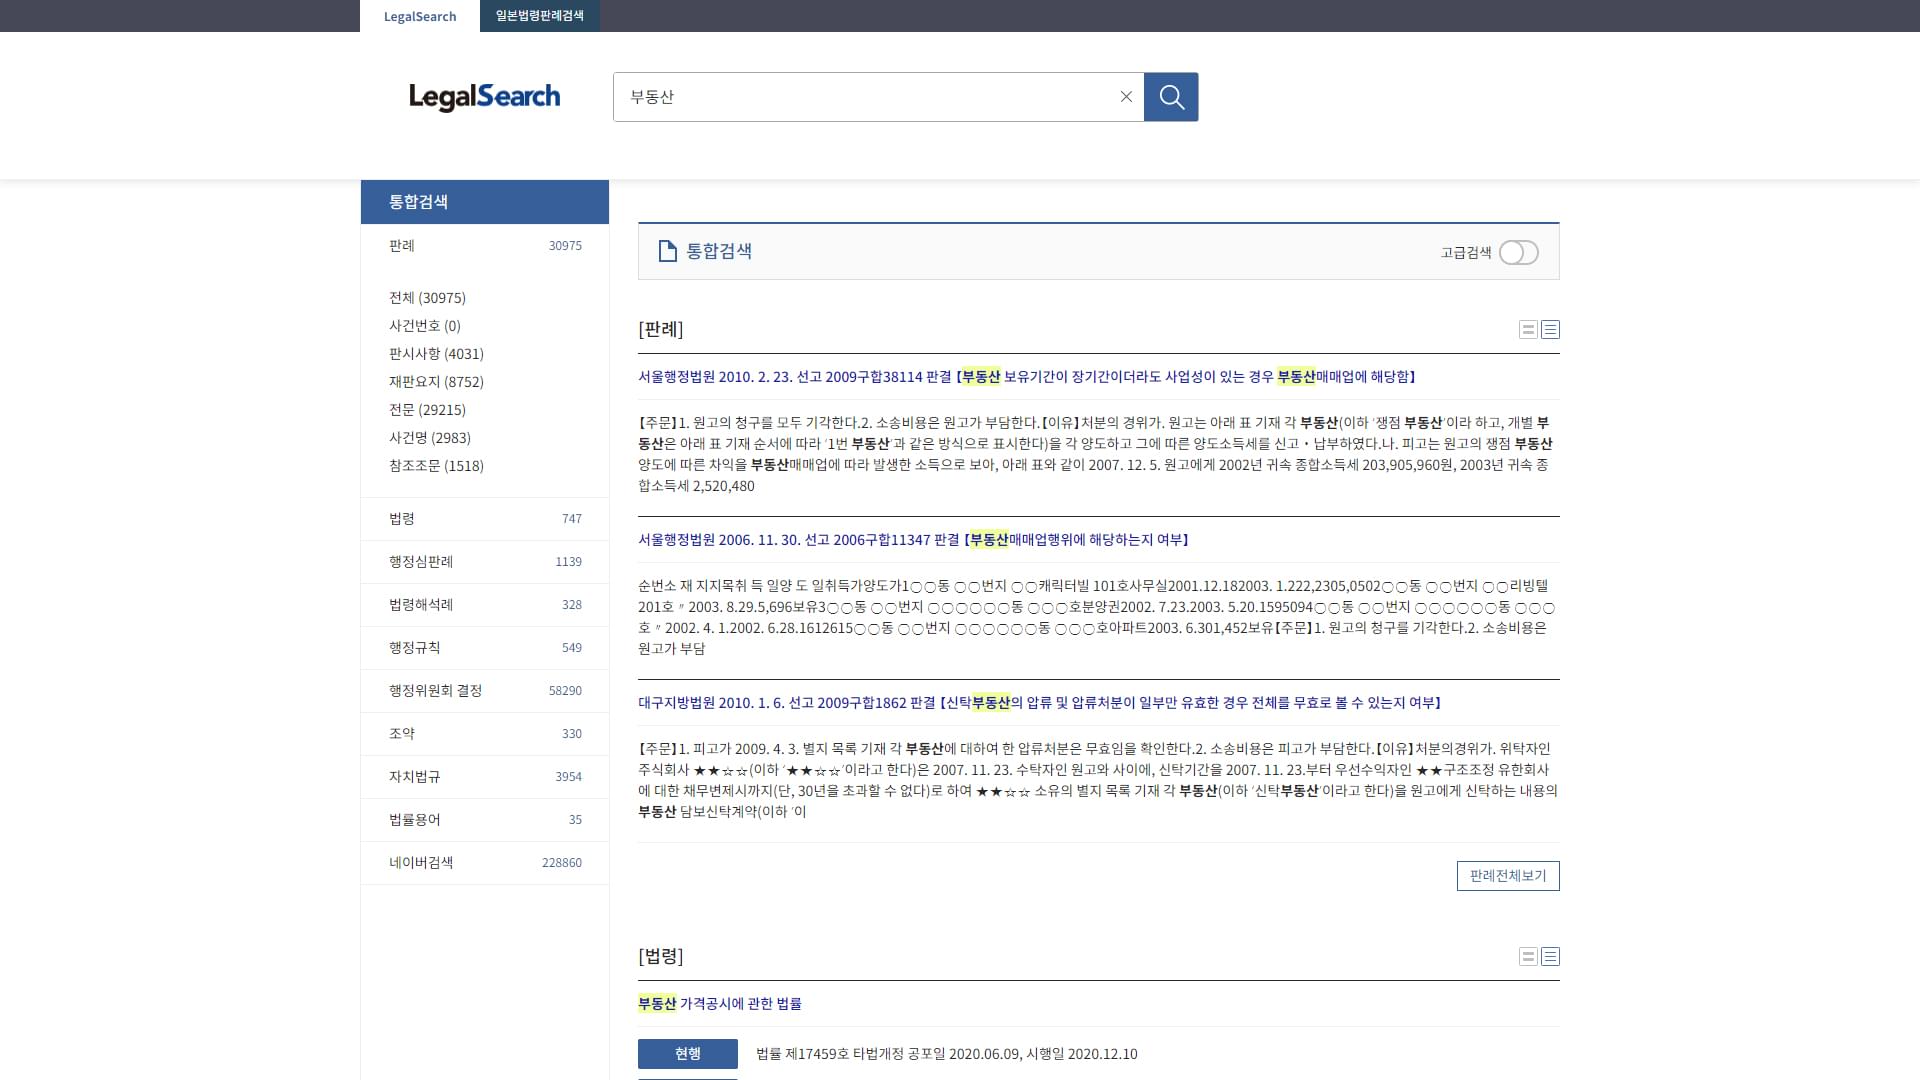 LegalSearch 일본법령판례검색
LegalSearch
부동산
통합검색
판례 30975
전체 (30975)
사건번호 (0)
판시사항 (4031)
재판요지 (8752)
전문 (29215)
사건명 (2983)
참조조문 (1518)
법령 747
행정심판례 1139
법령해석례 328
행정규칙 549
행정위원회 결정 58290
조약 330
자치법규 3954
법률용어 35
네이버검색 228860
통합검색 고급검색
[판례]
서울행정법원 2010. 2. 23. 선고 2009구합38114 판결 【부동산 보유기간이 장기간이더라도 사업성이 있는 경우 부동산매매업에 해당함】
【주문】1. 원고의 청구를 모두 기각한다.2. 소송비용은 원고가 부담한다.【이유】처분의 경위가. 원고는 아래 표 기재 각 부동산(이하 ‘쟁점 부동산’이라 하고, 개별 부
동산은 아래 표 기재 순서에 따라 ‘1번 부동산’과 같은 방식으로 표시한다)을 각 양도하고 그에 따른 양도소득세를 신고・납부하였다.나. 피고는 원고의 쟁점 부동산
양도에 따른 차익을 부동산매매업에 따라 발생한 소득으로 보아, 아래 표와 같이 2007. 12. 5. 원고에게 2002년 귀속 종합소득세 203,905,960원, 2003년 귀속 종
합소득세 2,520,480
서울행정법원 2006. 11. 30. 선고 2006구합11347 판결 【부동산매매업행위에 해당하는지 여부】
순번소 재 지지목취 득 일양 도 일취득가양도가1○○동 ○○번지 ○○캐릭터빌 101호사무실2001.12.182003. 1.222,2305,0502○○동 ○○번지 ○○리빙텔
201호〃2003. 8.29.5,696보유3○○동 ○○번지 ○○○○○○동 ○○○호분양권2002. 7.23.2003. 5.20.1595094○○동 ○○번지 ○○○○○○동 ○○○
호〃2002. 4. 1.2002. 6.28.1612615○○동 ○○번지 ○○○○○○동 ○○○호아파트2003. 6.301,452보유【주문】1. 원고의 청구를 기각한다.2. 소송비용은
원고가 부담
대구지방법원 2010. 1. 6. 선고 2009구합1862 판결 【신탁부동산의 압류 및 압류처분이 일부만 유효한 경우 전체를 무효로 볼 수 있는지 여부】
【주문】1. 피고가 2009. 4. 3. 별지 목록 기재 각 부동산에 대하여 한 압류처분은 무효임을 확인한다.2. 소송비용은 피고가 부담한다.【이유】처분의경위가. 위탁자인
주식회사 ★★☆☆(이하 ‘★★☆☆’이라고 한다)은 2007. 11. 23. 수탁자인 원고와 사이에, 신탁기간을 2007. 11. 23.부터 우선수익자인 ★★구조조정 유한회사
에 대한 채무변제시까지(단, 30년을 초과할 수 없다)로 하여 ★★☆☆ 소유의 별지 목록 기재 각 부동산(이하 ‘신탁부동산’이라고 한다)을 원고에게 신탁하는 내용의
부동산 담보신탁계약(이하 ‘이
판례전체보기
[법령]
부동산 가격공시에 관한 법률
현행 법률 제17459호 타법개정 공포일 2020.06.09, 시행일 2020.12.10